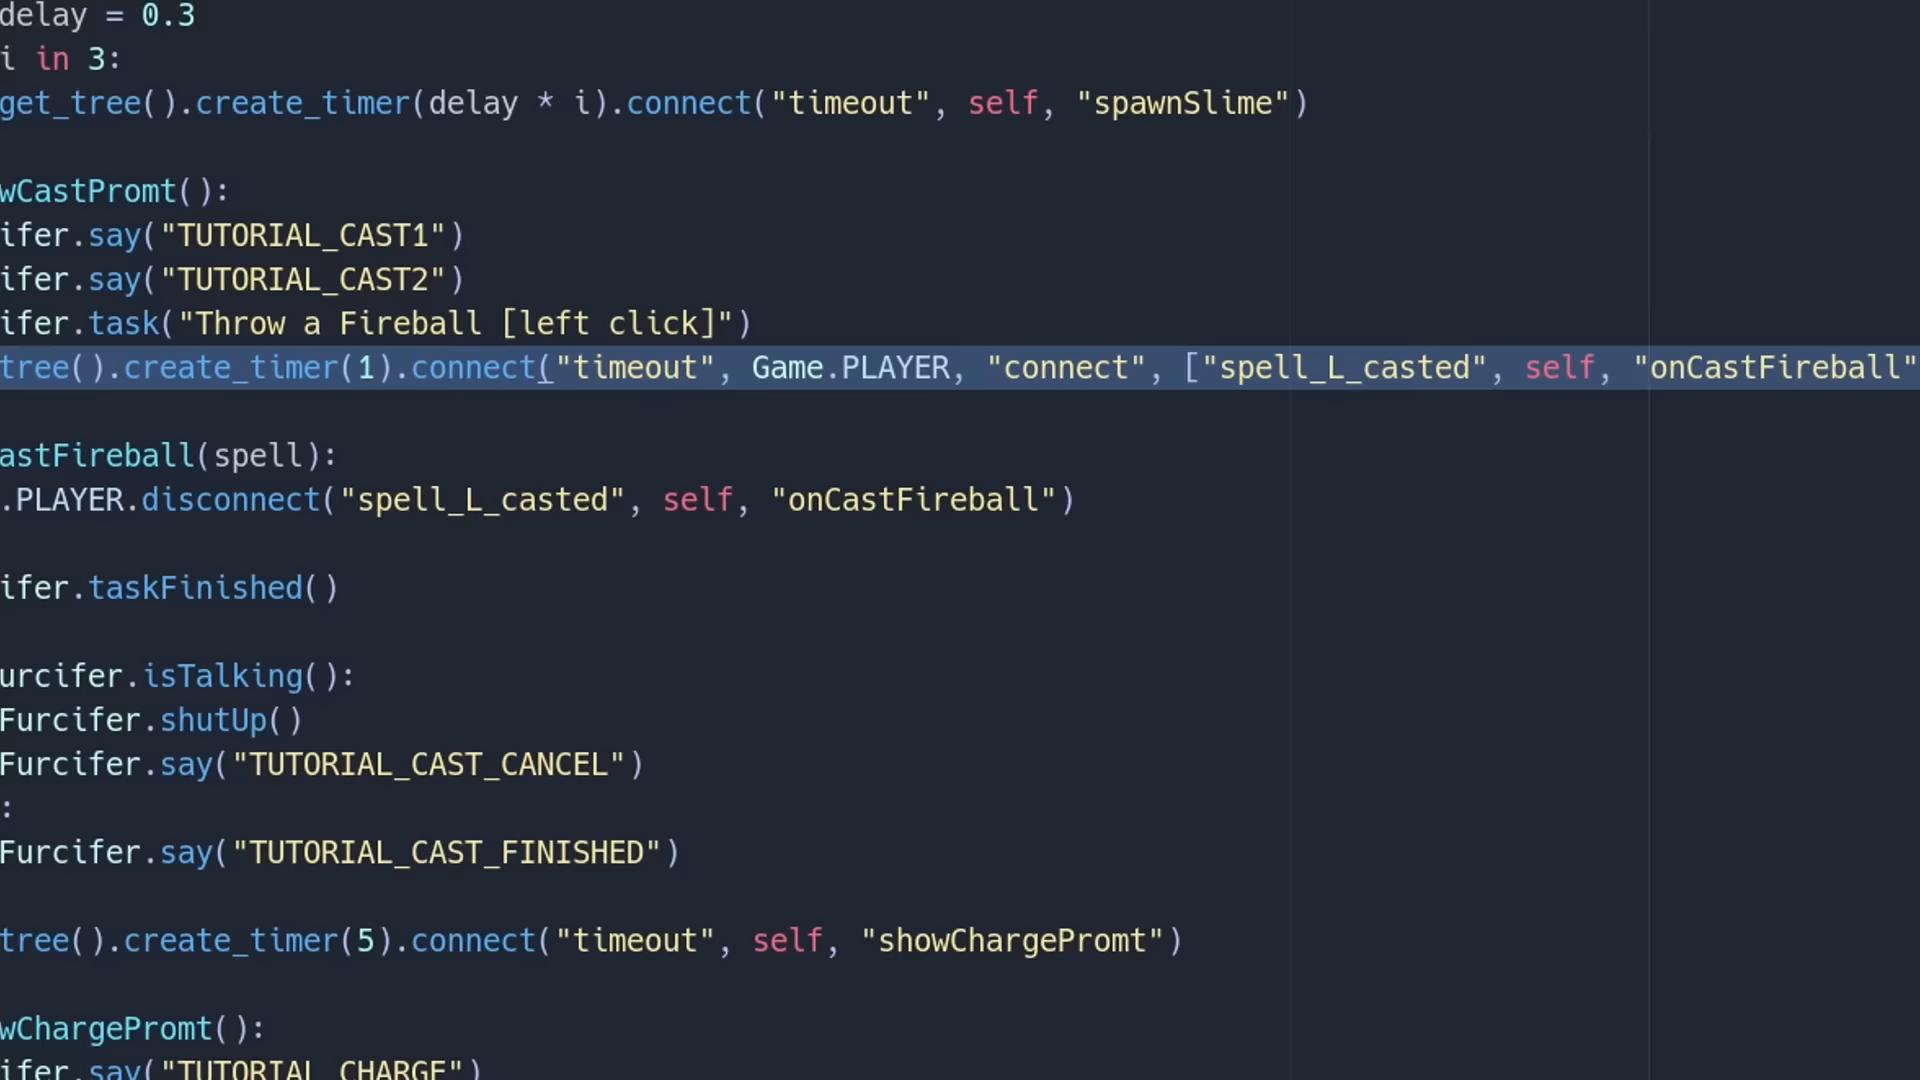 delay = 0.3
i in 3:
get_tree().create_timer(delay * i).connect("timeout", self, "spawnSlime")
wCastPromt():
ifer.say("TUTORIAL_CAST1")
ifer.say("TUTORIAL_CAST2")
ifer.task("Throw a Fireball [left click]")
tree().create_timer(1).connect("timeout", Game.PLAYER, "connect", ["spell_L_casted", self, "onCastFireball"
astFireball(spell):
.PLAYER.disconnect("spell_L_casted", self, "onCastFireball")
ifer.taskFinished()
urcifer.isTalking():
Furcifer.shutUp()
Furcifer.say("TUTORIAL_CAST_CANCEL")
:
Furcifer.say("TUTORIAL_CAST_FINISHED")
tree().create_timer(5).connect("timeout", self, "showChargePromt")
wChargePromt():
ifer.say("TUTORIAL_CHARGE")